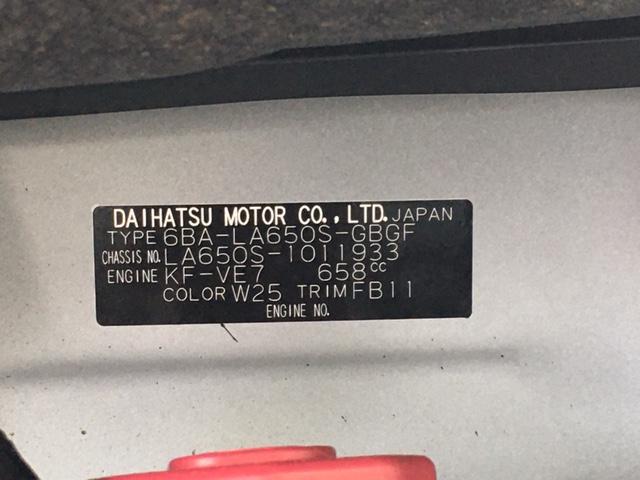 DAIHATSU MOTOR CO., LTD. JAPAN
TYPE 6BA-LA650S-GBGF
CHASSIS NO. LA650S-1011933
ENGINE KF-VE7 658cc
COLOR W25 TRIM FB11
ENGINE NO.